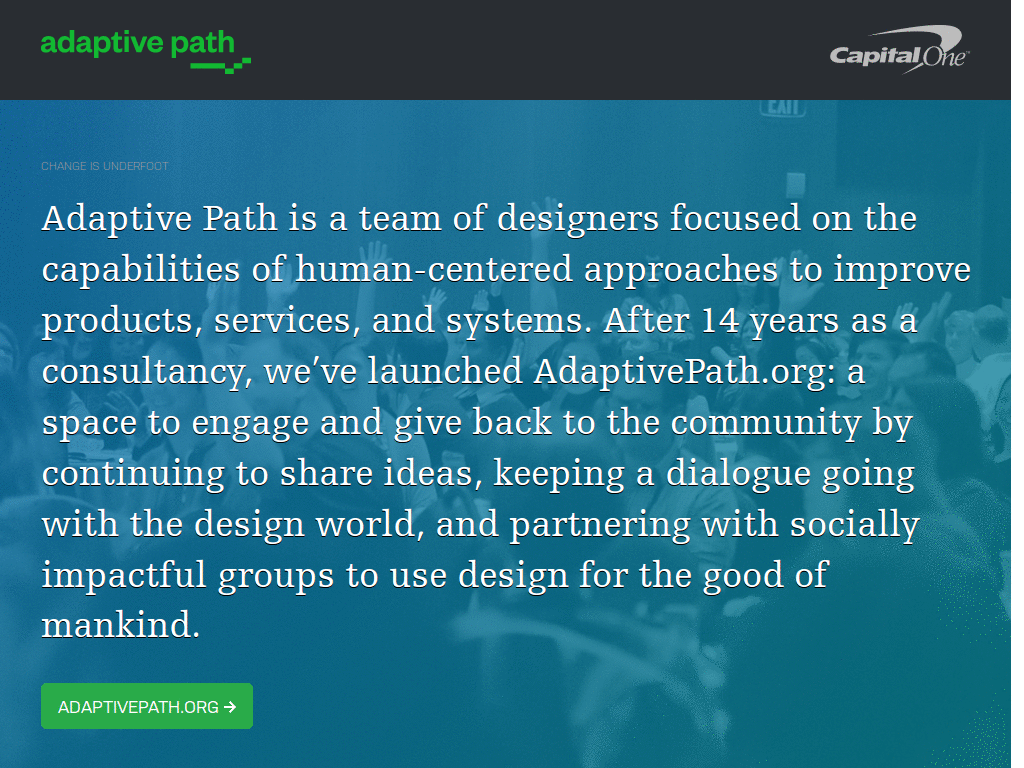 adaptive path
Capital One™
EXIT
CHANGE IS UNDERFOOT
Adaptive Path is a team of designers focused on the
capabilities of human-centered approaches to improve
products, services, and systems. After 14 years as a
consultancy, we’ve launched AdaptivePath.org: a
space to engage and give back to the community by
continuing to share ideas, keeping a dialogue going
with the design world, and partnering with socially
impactful groups to use design for the good of
mankind.
ADAPTIVEPATH.ORG →